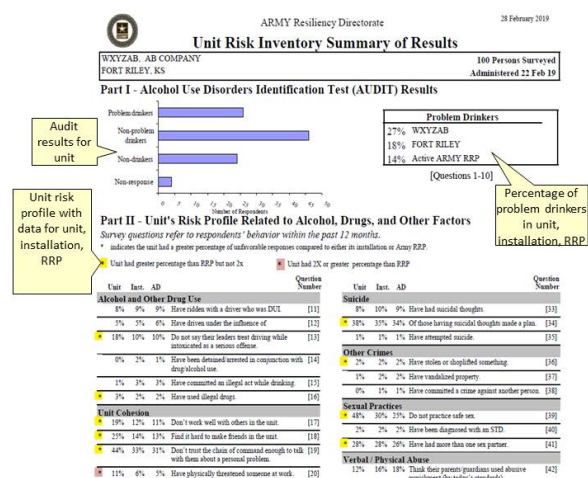 ARMY Resiliency Directorate
28 February 2019
Unit Risk Inventory Summary of Results
WXYZAB, AB COMPANY
FORT RILEY, KS
100 Persons Surveyed
Administered 22 Feb 19
Part I - Alcohol Use Disorders Identification Test (AUDIT) Results
Audit results for unit
Problem drinkers
Non-problem drinkers
Non-drinkers
Non-response
0 5 10 15 20 25 30 35 40 45 50
Number of Respondents
Problem Drinkers
27% WXYZAB
18% FORT RILEY
14% Active ARMY RRP
[Questions 1-10]
Percentage of problem drinkers in unit, installation, RRP
Unit risk profile with data for unit, installation, RRP
Part II - Unit's Risk Profile Related to Alcohol, Drugs, and Other Factors
Survey questions refer to respondents' behavior within the past 12 months.
* indicates the unit had a greater percentage of unfavorable responses compared to either its installation or Army RRP.
* Unit had greater percentage than RRP but not 2x
* Unit had 2X or greater percentage than RRP
Unit Inst. AD Question Number
Alcohol and Other Drug Use
8% 9% 9% Have ridden with a driver who was DUI. [11]
5% 5% 6% Have driven under the influence of [12]
* 18% 10% 10% Do not say their leaders treat driving while [13]
intoxicated as a serious offense.
0% 2% 1% Have been detained/arrested in conjunction with [14]
drug/alcohol use.
1% 3% 3% Have committed an illegal act while drinking. [15]
* 3% 2% 2% Have used illegal drugs. [16]
Unit Cohesion
* 19% 12% 11% Don't work well with others in the unit. [17]
* 25% 14% 13% Find it hard to make friends in the unit. [18]
* 44% 33% 31% Don't trust the chain of command enough to talk [19]
with them about a personal problem.
* 11% 6% 5% Have physically threatened someone at work. [20]
Unit Inst. AD Question Number
Suicide
8% 10% 9% Have had suicidal thoughts. [33]
* 38% 35% 34% Of those having suicidal thoughts made a plan. [34]
1% 1% 1% Have attempted suicide. [35]
Other Crimes
* 2% 2% 2% Have stolen or shoplifted something. [36]
1% 2% 2% Have vandalized property. [37]
0% 1% 1% Have committed a crime against another person. [38]
Sexual Practices
* 48% 30% 25% Do not practice safe sex. [39]
2% 2% 2% Have been diagnosed with an STD. [40]
* 28% 28% 26% Have had more than one sex partner. [41]
Verbal / Physical Abuse
12% 16% 18% Think their parents/guardians used abusive [42]
punishment (by today's standards).